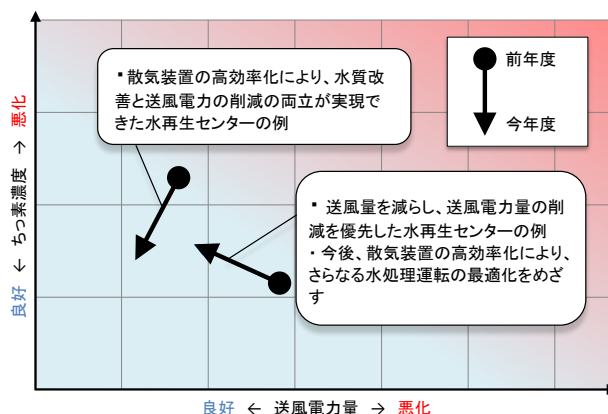 前年度
今年度
・散気装置の高効率化により、水質改
善と送風電力の削減の両立が実現で
きた水再生センターの例
・ 送風量を減らし、送風電力量の削
減を優先した水再生センターの例
・今後、散気装置の高効率化により、
さらなる水処理運転の最適化をめざ
す
良好 ← ちっ素濃度 → 悪化
良好 ← 送風電力量 → 悪化